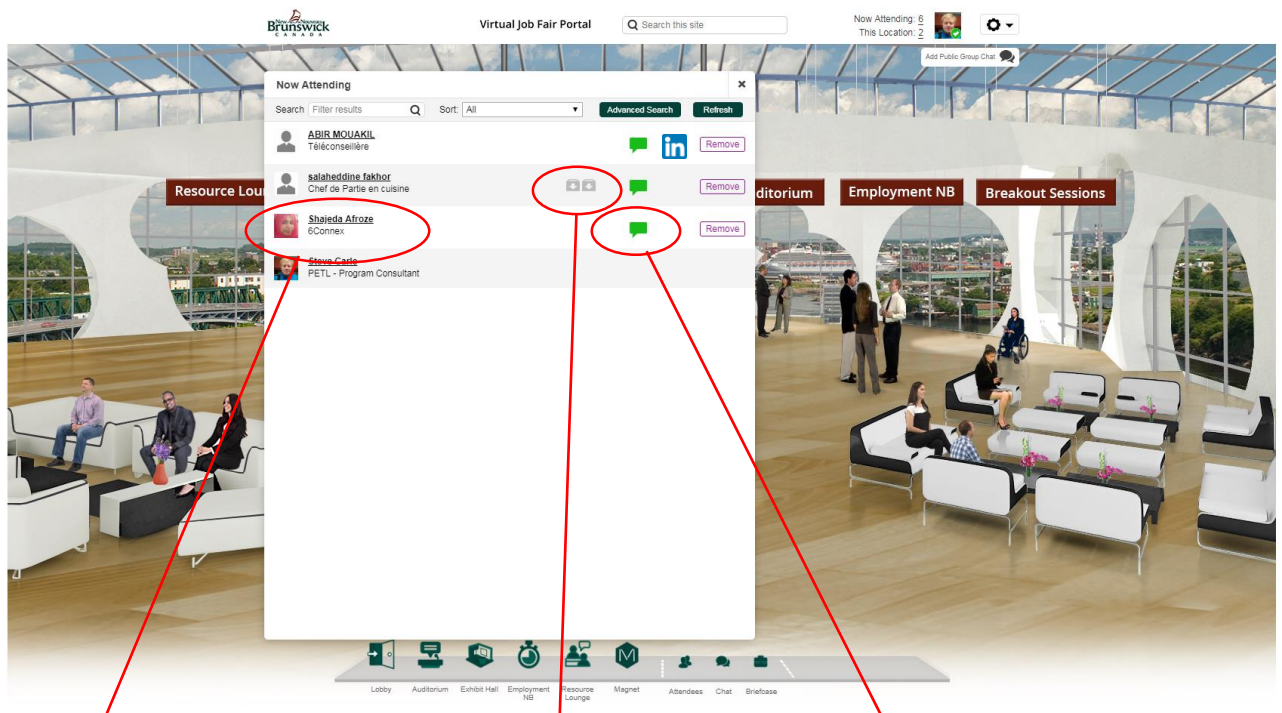 New Nouveau
Brunswick
CANADA
Virtual Job Fair Portal
Search this site
Now Attending: 6
This Location: 2
Add Public Group Chat
Now Attending
Search Filter results Sort: All Advanced Search Refresh
ABIR MOUAKIL
Téléconseillère
in
Remove
salaheddine fakhor
Chef de Partie en cuisine
Remove
Shajeda Afroze
6Connex
Remove
Steve Carle
PETL - Program Consultant
Resource Lou
ditorium
Employment NB
Breakout Sessions
M
Lobby
Auditorium
Exhibit Hall
Employment
NB
Resource
Lounge
Magnet
Attendees
Chat
Briefcase